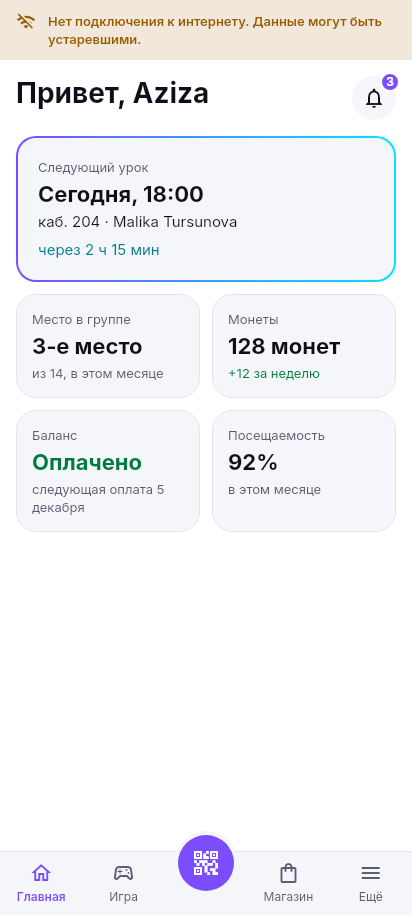 Нет подключения к интернету. Данные могут быть
устаревшими.
Привет, Aziza
3
Следующий урок
Сегодня, 18:00
каб. 204 · Malika Tursunova
через 2 ч 15 мин
Место в группе
3-е место
из 14, в этом месяце
Монеты
128 монет
+12 за неделю
Баланс
Оплачено
следующая оплата 5
декабря
Посещаемость
92%
в этом месяце
Главная
Игра
Магазин
Ещё